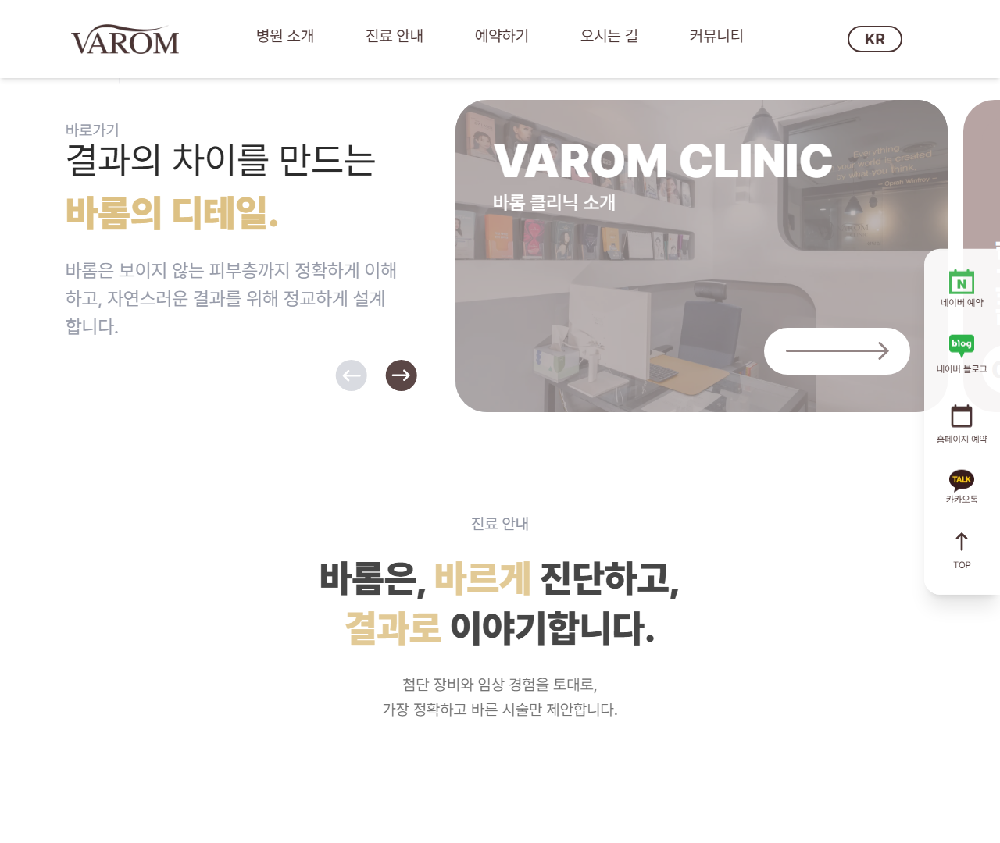 VAROM
병원 소개
진료 안내
예약하기
오시는 길
커뮤니티
KR
바로가기
결과의 차이를 만드는
바롬의 디테일.
바롬은 보이지 않는 피부층까지 정확하게 이해
하고, 자연스러운 결과를 위해 정교하게 설계
합니다.
VAROM CLINIC
바롬 클리닉 소개
Everything
your world is created
by what you think.
– Oprah Winfrey –
VAROM
N
네이버 예약
blog
네이버 블로그
홈페이지 예약
TALK
카카오톡
TOP
진료 안내
바롬은, 바르게 진단하고,
결과로 이야기합니다.
첨단 장비와 임상 경험을 토대로,
가장 정확하고 바른 시술만 제안합니다.